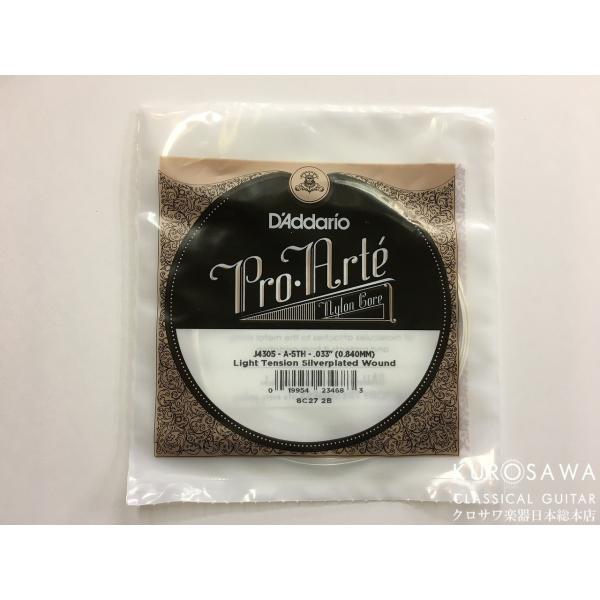 D'Addario
Pro·Arté
Nylon Core
J4305 - A-5TH - .033" (0.840MM)
Light Tension Silverplated Wound
0 19954 23468 3
8C27 2B
KUROSAWA
CLASSICAL GUITAR
クロサワ楽器日本総本店